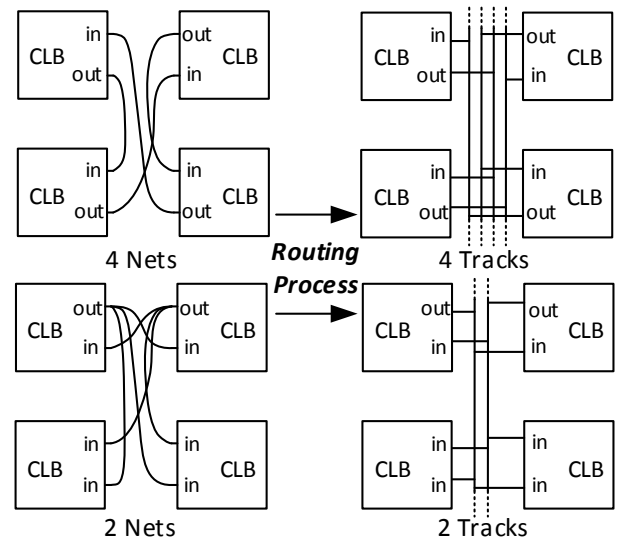 in out in out
CLB CLB CLB CLB
out in out in
in in in in
CLB CLB CLB CLB
out out out out
4 Nets Routing 4 Tracks
Process
out out out out
CLB CLB CLB CLB
in in in in
in in in in
CLB CLB CLB CLB
in in in in
2 Nets 2 Tracks